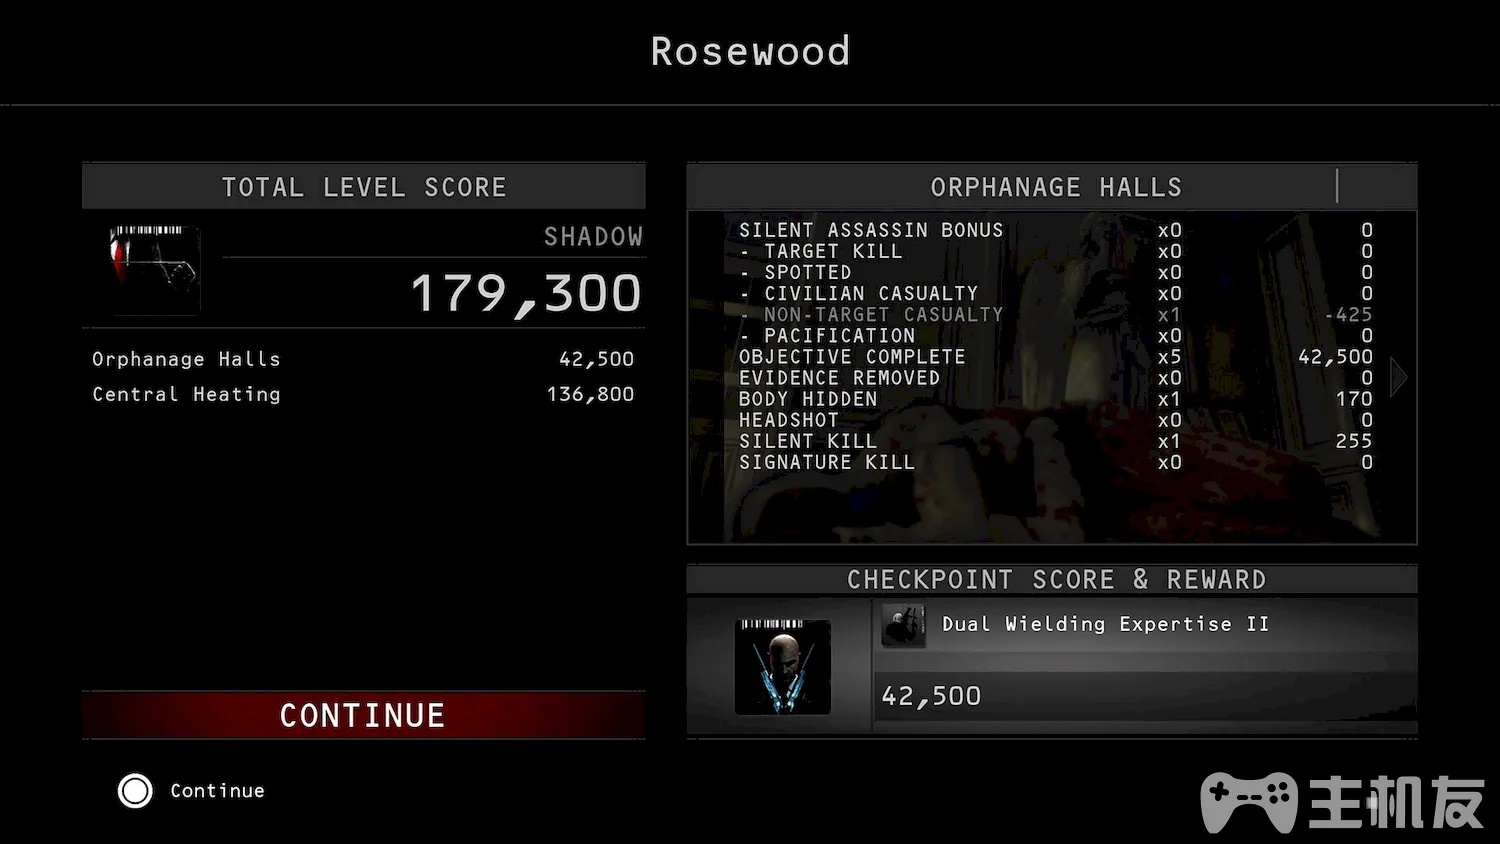 Rosewood
TOTAL LEVEL SCORE
SHADOW
179,300
Orphanage Halls 42,500
Central Heating 136,800
ORPHANAGE HALLS
SILENT ASSASSIN BONUS x0 0
- TARGET KILL x0 0
- SPOTTED x0 0
- CIVILIAN CASUALTY x0 0
- NON-TARGET CASUALTY x1 -425
- PACIFICATION x0 0
OBJECTIVE COMPLETE x5 42,500
EVIDENCE REMOVED x0 0
BODY HIDDEN x1 170
HEADSHOT x0 0
SILENT KILL x1 255
SIGNATURE KILL x0 0
CHECKPOINT SCORE & REWARD
Dual Wielding Expertise II
42,500
CONTINUE
Continue
主机友